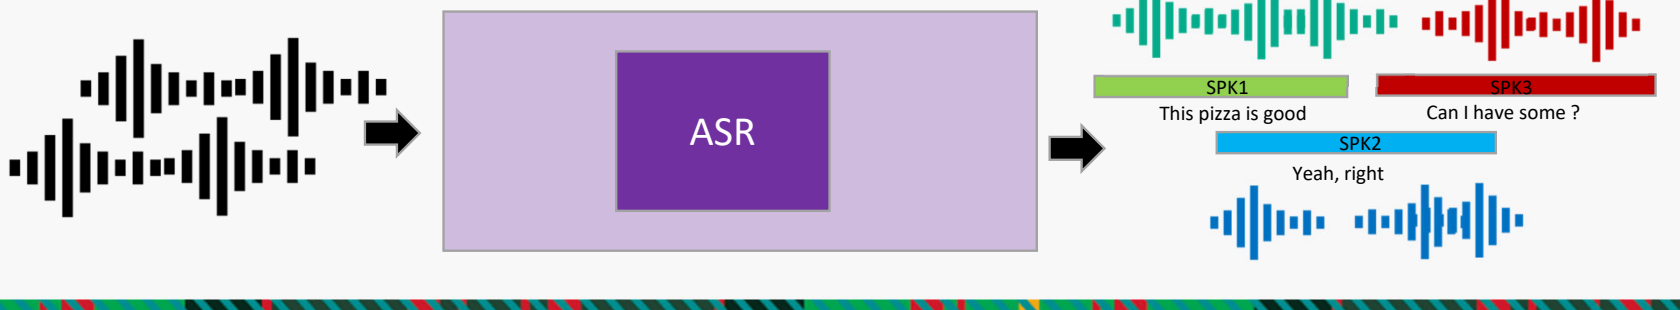 ASR
SPK1
This pizza is good
SPK3
Can I have some ?
SPK2
Yeah, right